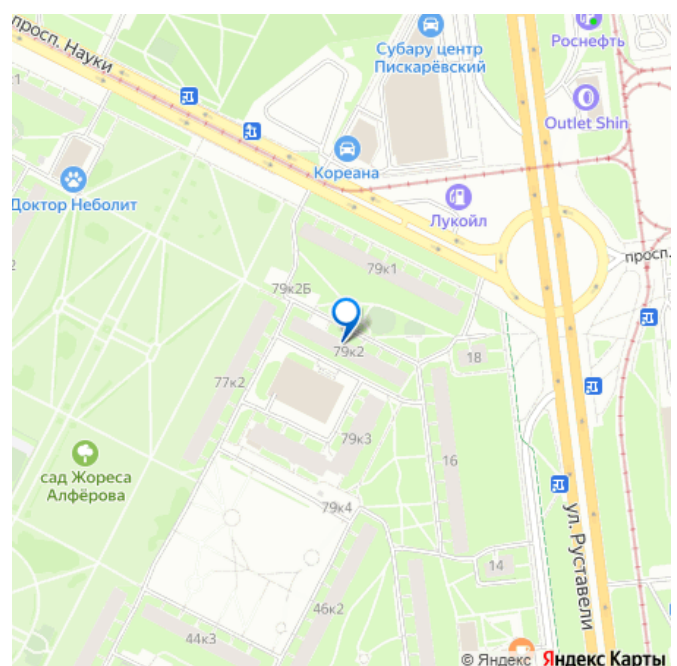 просп. Науки
Субару центр
Пискарёвский
Роснефть
Outlet Shin
Кореана
Доктор Неболит
Лукойл
79к1
просп.
79к2Б
79к2
18
77к2
79к3
16
сад Жореса
Алфёрова
79к4
ул. Руставели
14
46к2
44к3
© Яндекс Яндекс Карты